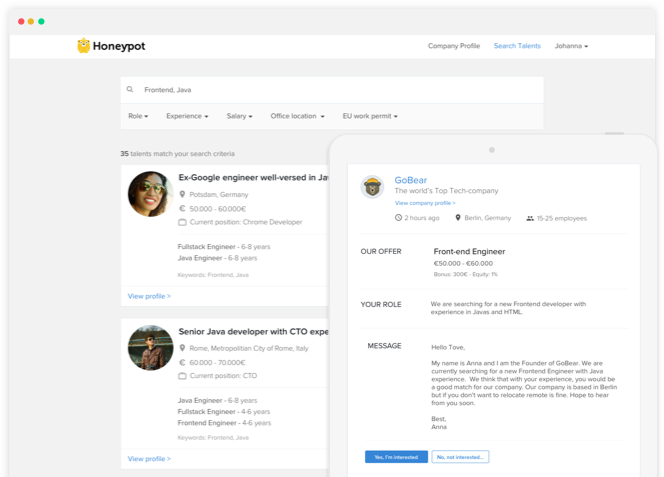 Honeypot
Company Profile
Search Talents
Johanna
Frontend, Java
Role
Experience
Salary
Office location
EU work permit
35 talents match your search criteria
Ex-Google engineer well-versed in Ja
Potsdam, Germany
50.000 - 60.000€
Current position: Chrome Developer
Fullstack Engineer - 6-8 years
Java Engineer - 6-8 years
Keywords: Frontend, Java
View profile >
Senior Java developer with CTO expe
Rome, Metropolitian City of Rome, Italy
60.000 - 70.000€
Current position: CTO
Java Engineer - 6-8 years
Fullstack Engineer - 4-6 years
Frontend Engineer - 4-6 years
Keywords: Frontend, Java
View profile >
GoBear
The world's Top Tech-company
View company profile >
2 hours ago
Berlin, Germany
15-25 employees
OUR OFFER
Front-end Engineer
€50.000 - €60.000
Bonus: 300€ - Equity: 1%
YOUR ROLE
We are searching for a new Frontend developer with
experience in Javas and HTML.
MESSAGE
Hello Tove,
My name is Anna and I am the Founder of GoBear. We are
currently searching for a new Frontend Engineer with Java
experience. We think that with your experience, you would be
a good match for our company. Our company is based in Berlin
but if you don't want to relocate remote is fine. Hope to hear
from you soon.
Best,
Anna
Yes, I'm interested
No, not interested...